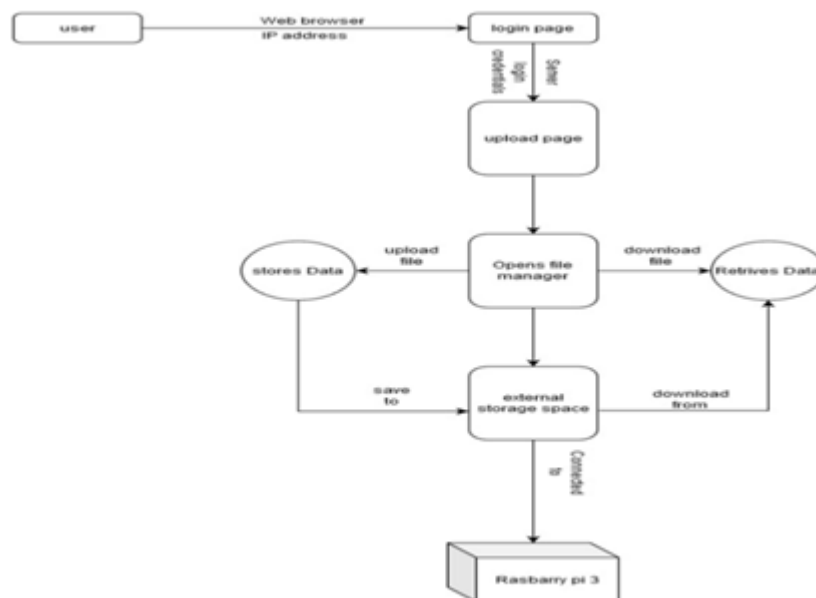 user
Web browser
IP address
login page
Server
login
credentials
upload page
upload
file
download
file
stores Data
Opens file
manager
Retrives Data
save
to
external
storage space
download
from
Connected
to
Rasbarry pi 3